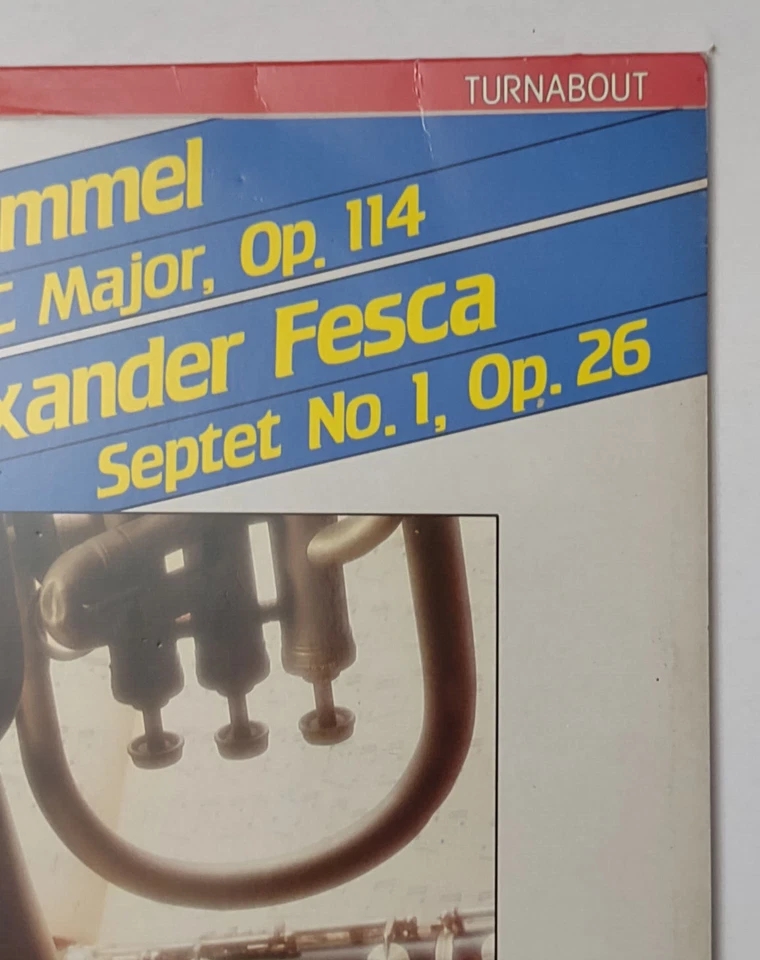 TURNABOUT
mmel
C Major, Op. 114
xander Fesca
Septet No. 1, Op. 26